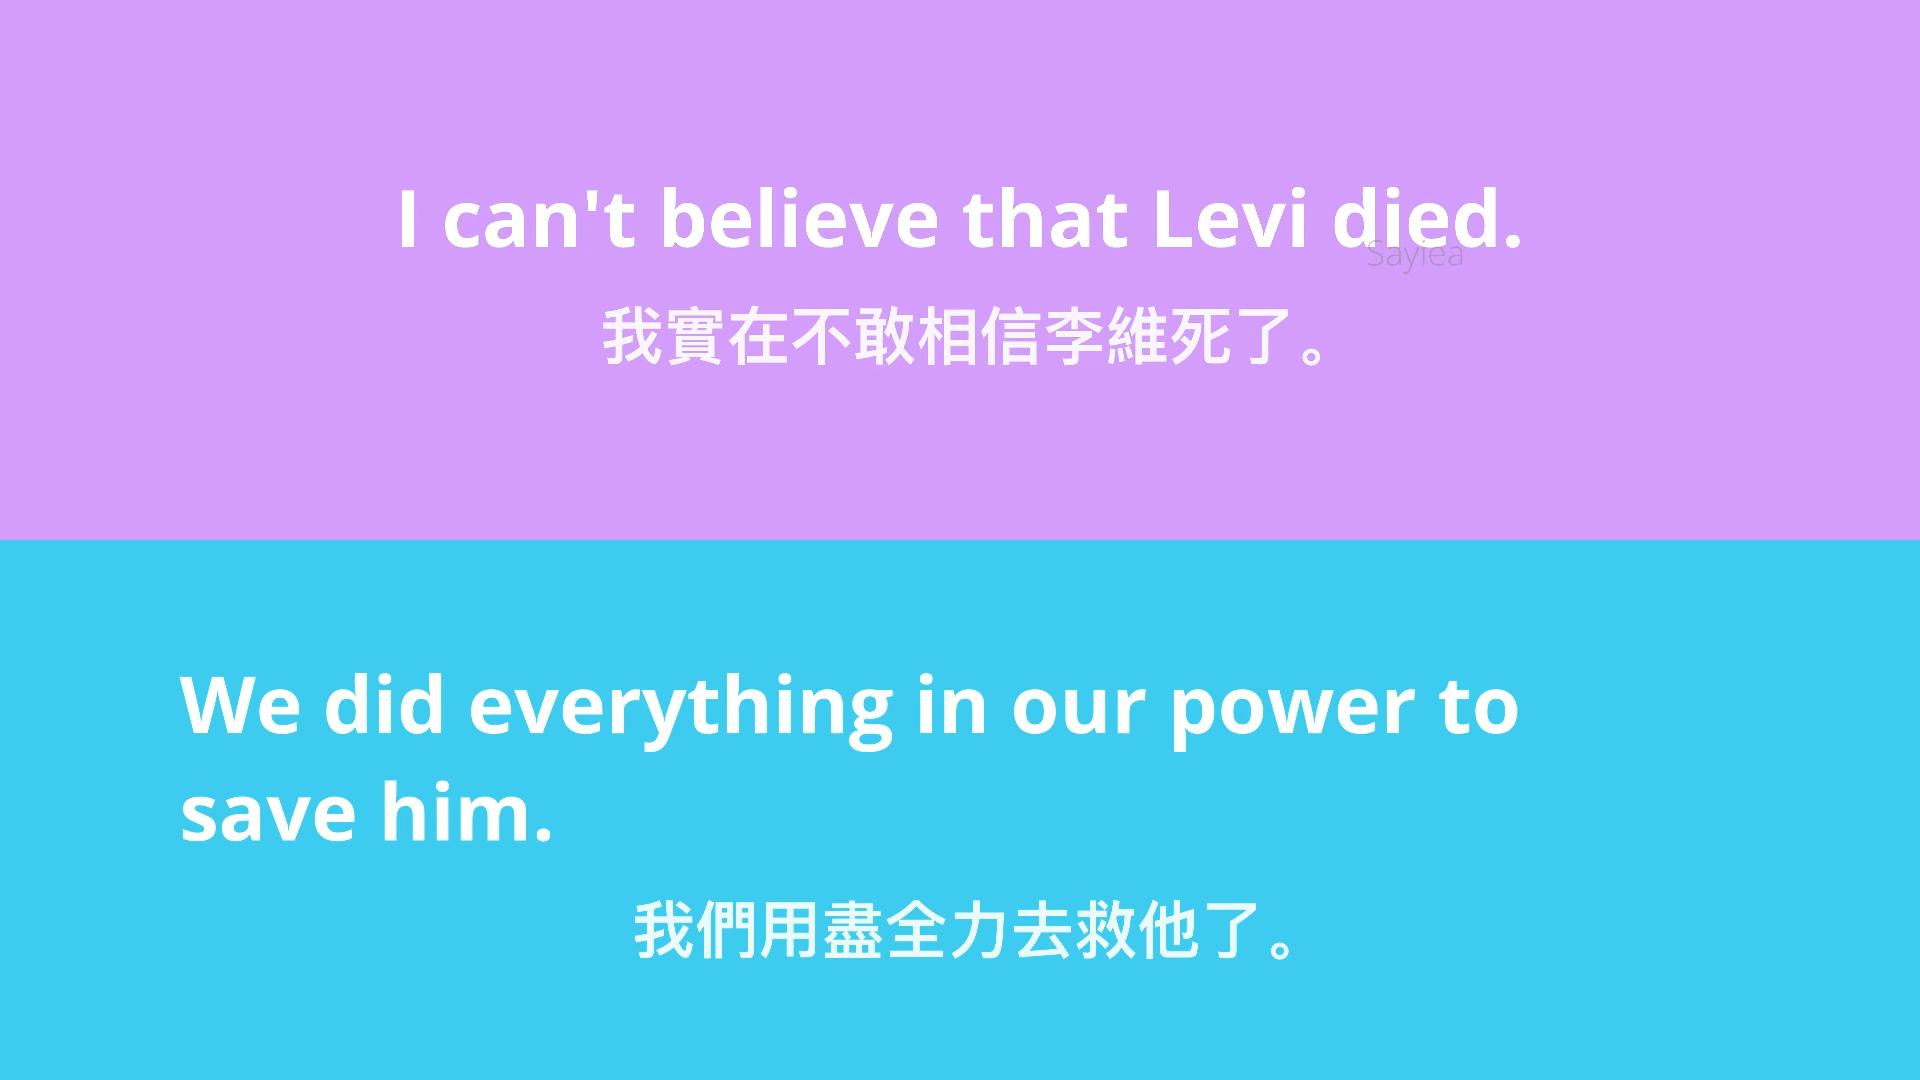 I can't believe that Levi died.
Sayiea
我實在不敢相信李維死了。
We did everything in our power to
save him.
我們用盡全力去救他了。